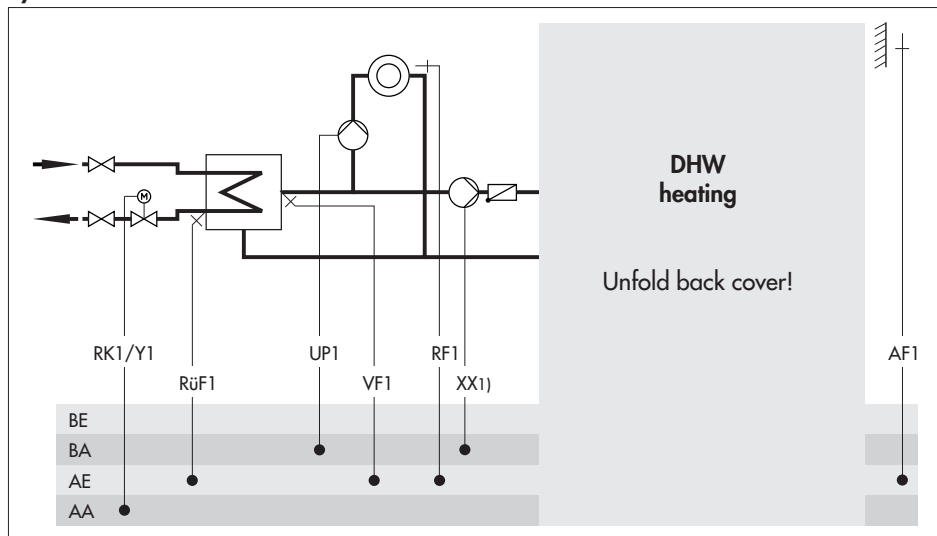 DHW
heating
Unfold back cover!
M
RK1/Y1
UP1
RF1
AF1
RüF1
VF1
XX1)
BE
BA
AE
AA